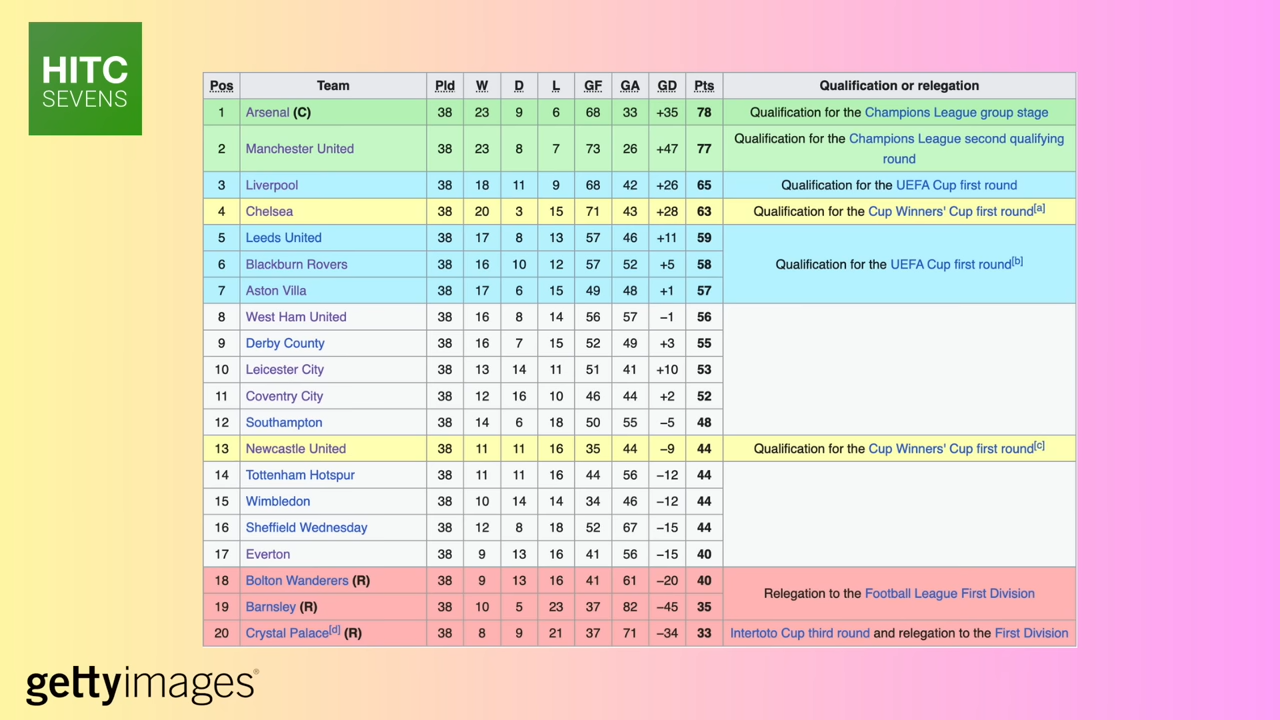 HITC
SEVENS
Pos Team Pld W D L GF GA GD Pts Qualification or relegation
1 Arsenal (C) 38 23 9 6 68 33 +35 78 Qualification for the Champions League group stage
2 Manchester United 38 23 8 7 73 26 +47 77 Qualification for the Champions League second qualifying
round
3 Liverpool 38 18 11 9 68 42 +26 65 Qualification for the UEFA Cup first round
4 Chelsea 38 20 3 15 71 43 +28 63 Qualification for the Cup Winners' Cup first round[a]
5 Leeds United 38 17 8 13 57 46 +11 59
6 Blackburn Rovers 38 16 10 12 57 52 +5 58 Qualification for the UEFA Cup first round[b]
7 Aston Villa 38 17 6 15 49 48 +1 57
8 West Ham United 38 16 8 14 56 57 −1 56
9 Derby County 38 16 7 15 52 49 +3 55
10 Leicester City 38 13 14 11 51 41 +10 53
11 Coventry City 38 12 16 10 46 44 +2 52
12 Southampton 38 14 6 18 50 55 −5 48
13 Newcastle United 38 11 11 16 35 44 −9 44 Qualification for the Cup Winners' Cup first round[c]
14 Tottenham Hotspur 38 11 11 16 44 56 −12 44
15 Wimbledon 38 10 14 14 34 46 −12 44
16 Sheffield Wednesday 38 12 8 18 52 67 −15 44
17 Everton 38 9 13 16 41 56 −15 40
18 Bolton Wanderers (R) 38 9 13 16 41 61 −20 40
Relegation to the Football League First Division
19 Barnsley (R) 38 10 5 23 37 82 −45 35
20 Crystal Palace[d] (R) 38 8 9 21 37 71 −34 33 Intertoto Cup third round and relegation to the First Division
gettyimages®